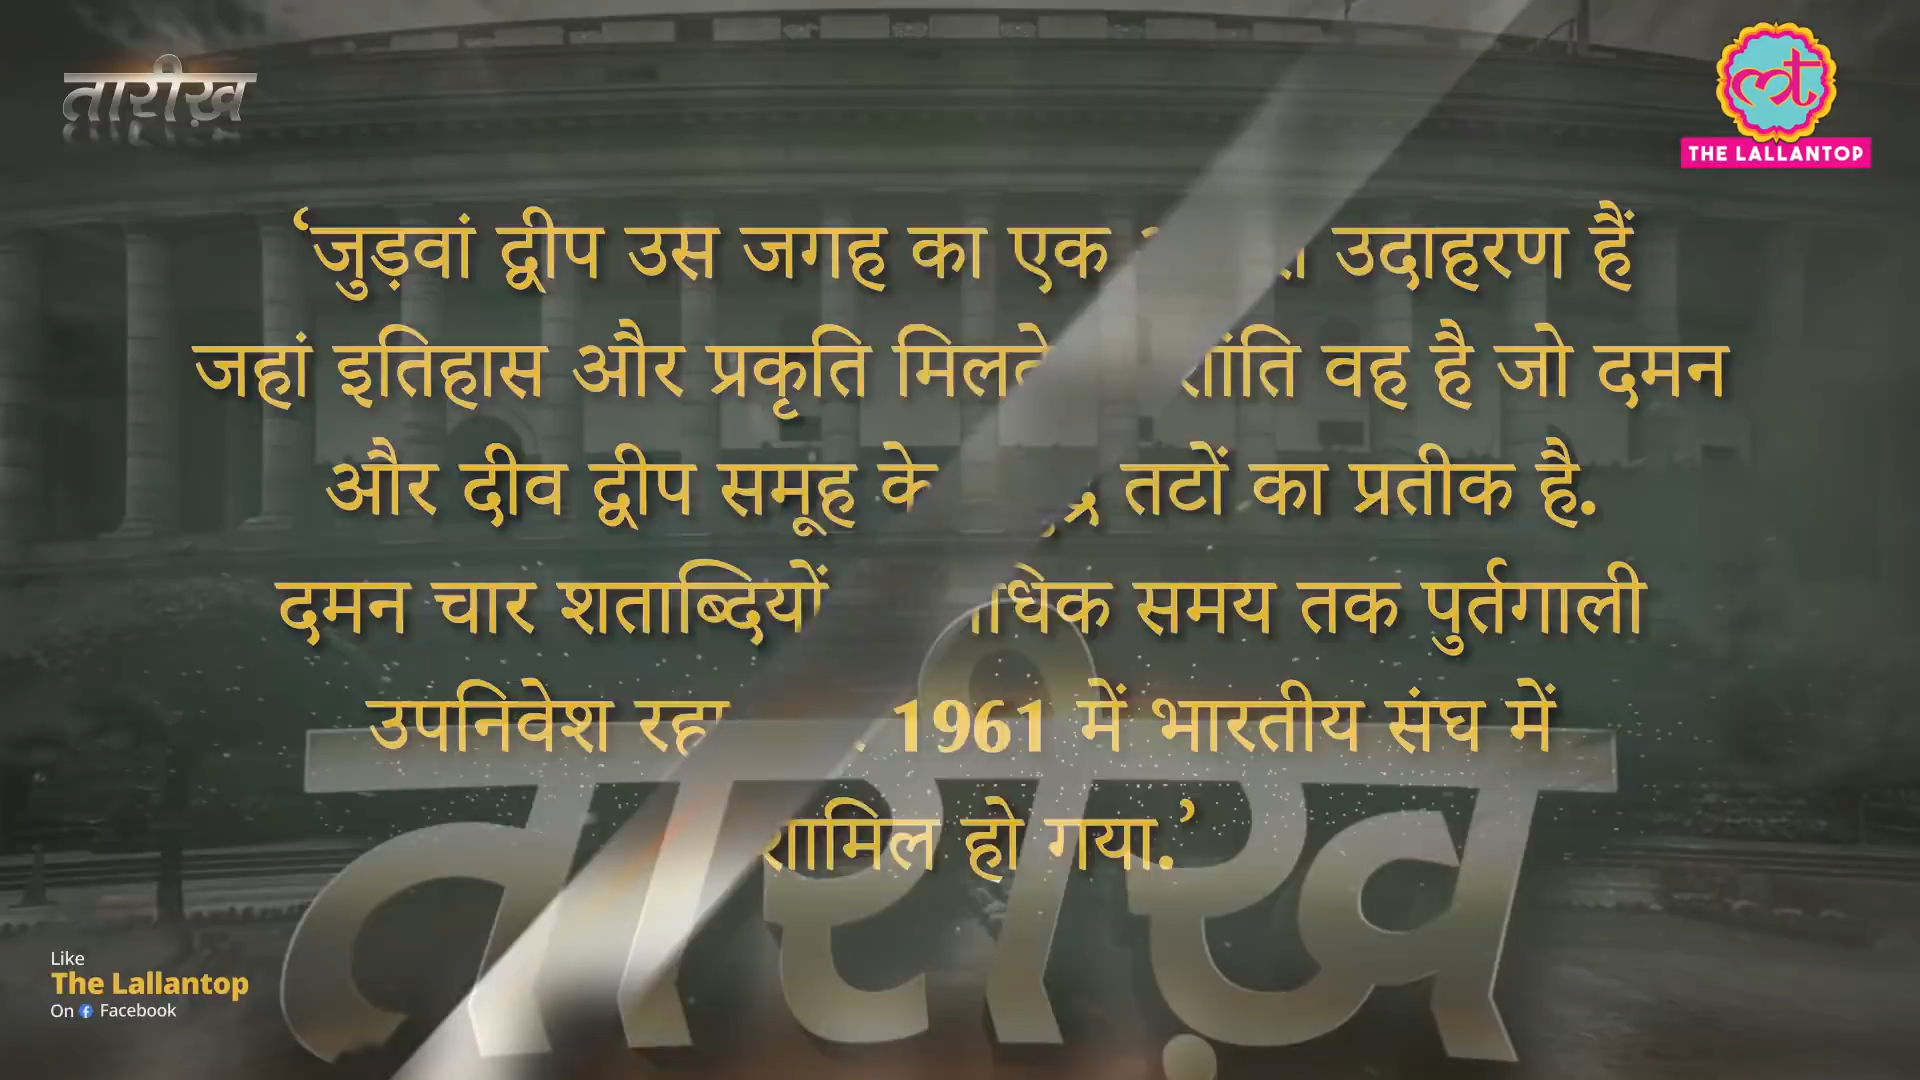 तारीख़
THE LALLANTOP
‘जुड़वां द्वीप उस जगह का एक उदाहरण हैं
जहां इतिहास और प्रकृति मिलते वह है जो दमन
और दीव द्वीप समूह के तटों का प्रतीक है.
दमन चार शताब्दियों समय तक पुर्तगाली
उपनिवेश रहा 1961 में भारतीय संघ में
शामिल हो गया.’
तारीख़
Like
The Lallantop
On Facebook